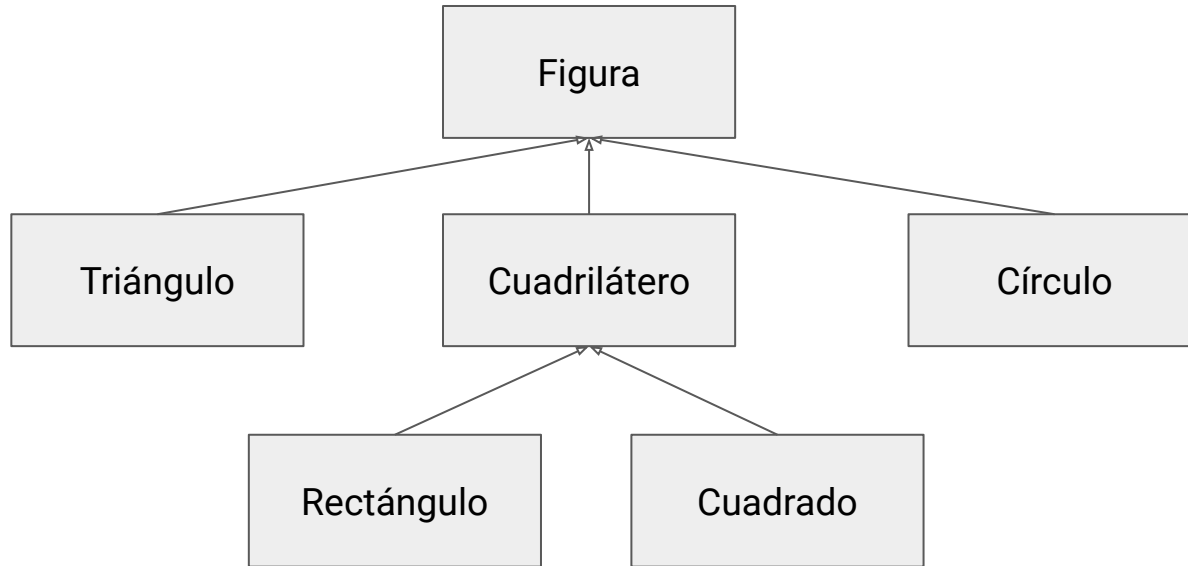 Figura
Triángulo
Cuadrilátero
Círculo
Rectángulo
Cuadrado